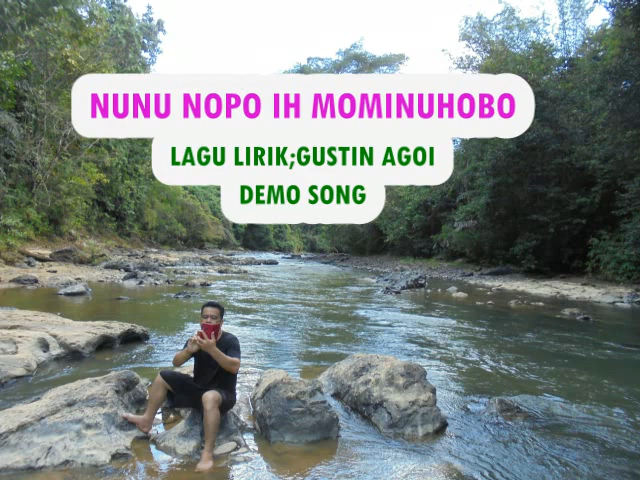 NUNU NOPO IH MOMINUHOBO
LAGU LIRIK;GUSTIN AGOI
DEMO SONG